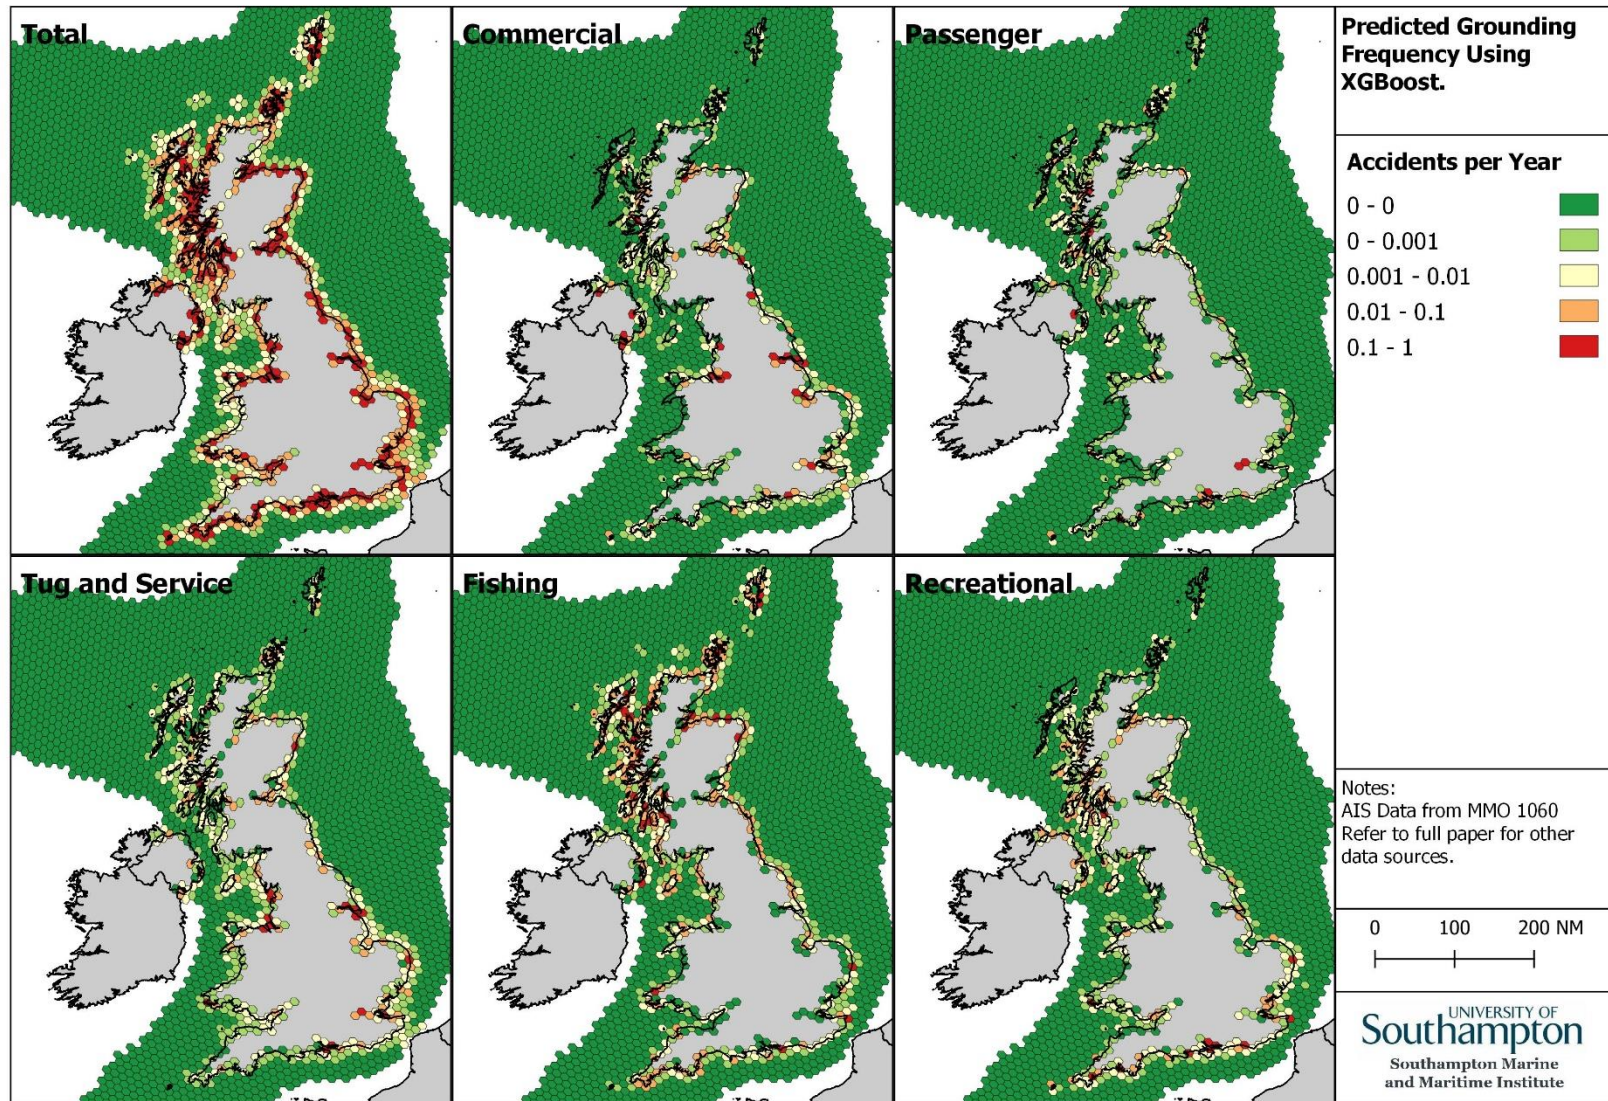 Total
Commercial
Passenger
Tug and Service
Fishing
Recreational
Predicted Grounding
Frequency Using
XGBoost.
Accidents per Year
0 - 0
0 - 0.001
0.001 - 0.01
0.01 - 0.1
0.1 - 1
Notes:
AIS Data from MMO 1060
Refer to full paper for other
data sources.
0 100 200 NM
UNIVERSITY OF
Southampton
Southampton Marine
and Maritime Institute